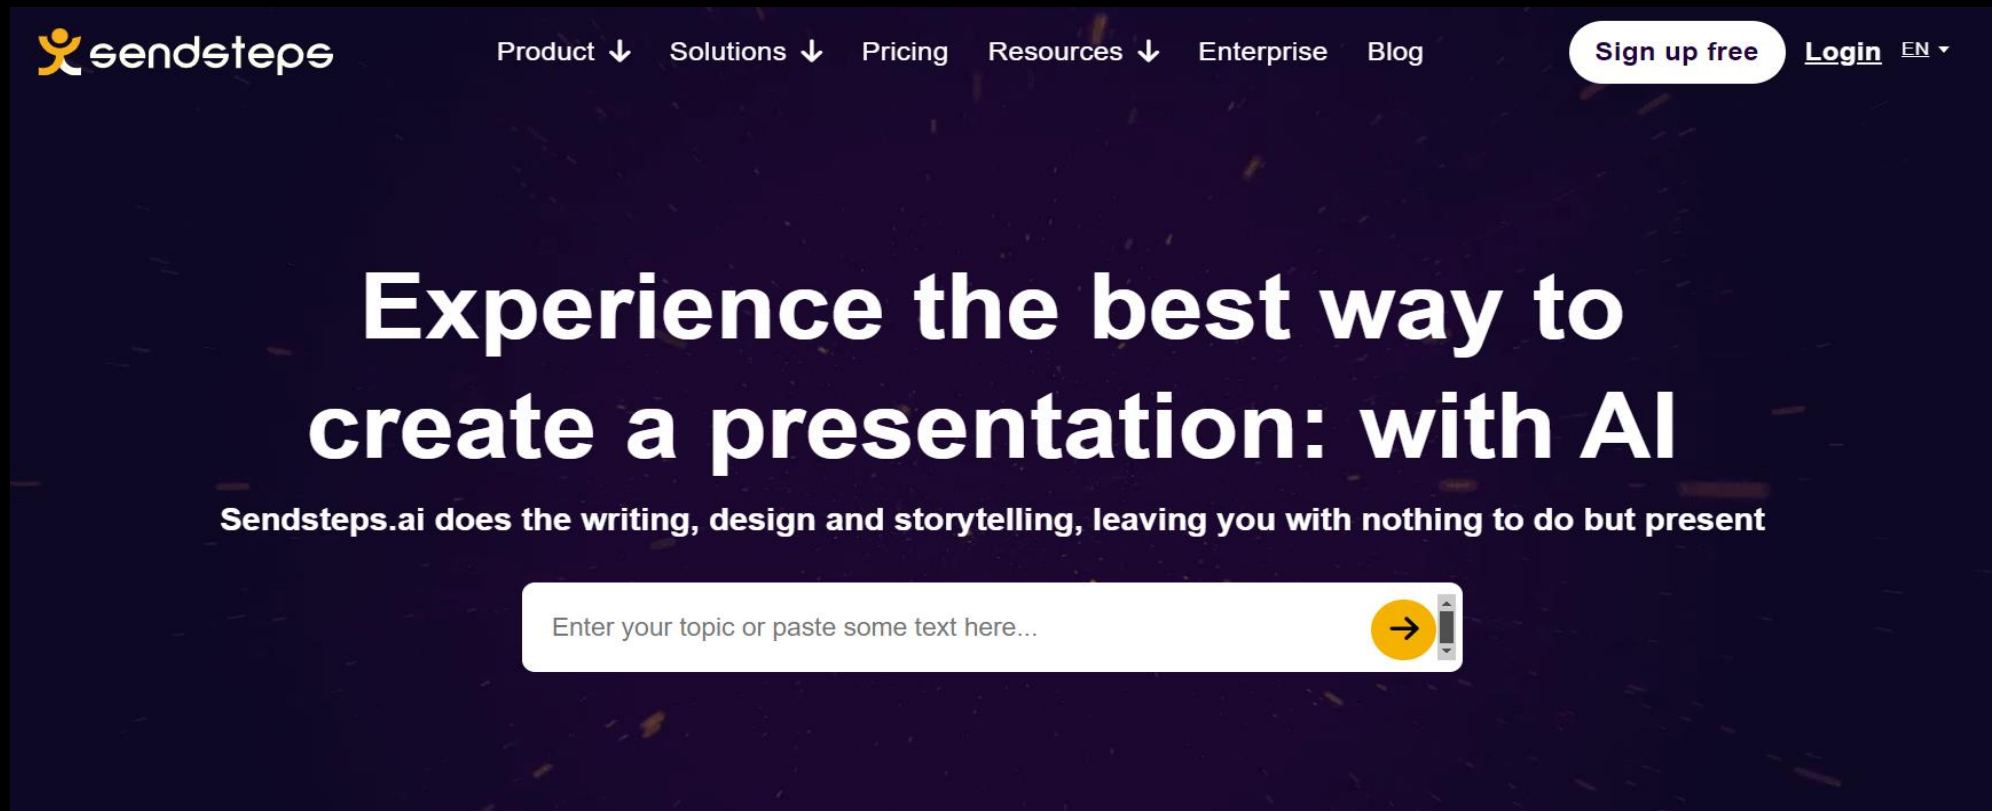 sendsteps
Product Solutions Pricing Resources Enterprise Blog Sign up free Login EN
Experience the best way to
create a presentation: with AI
Sendsteps.ai does the writing, design and storytelling, leaving you with nothing to do but present
Enter your topic or paste some text here...